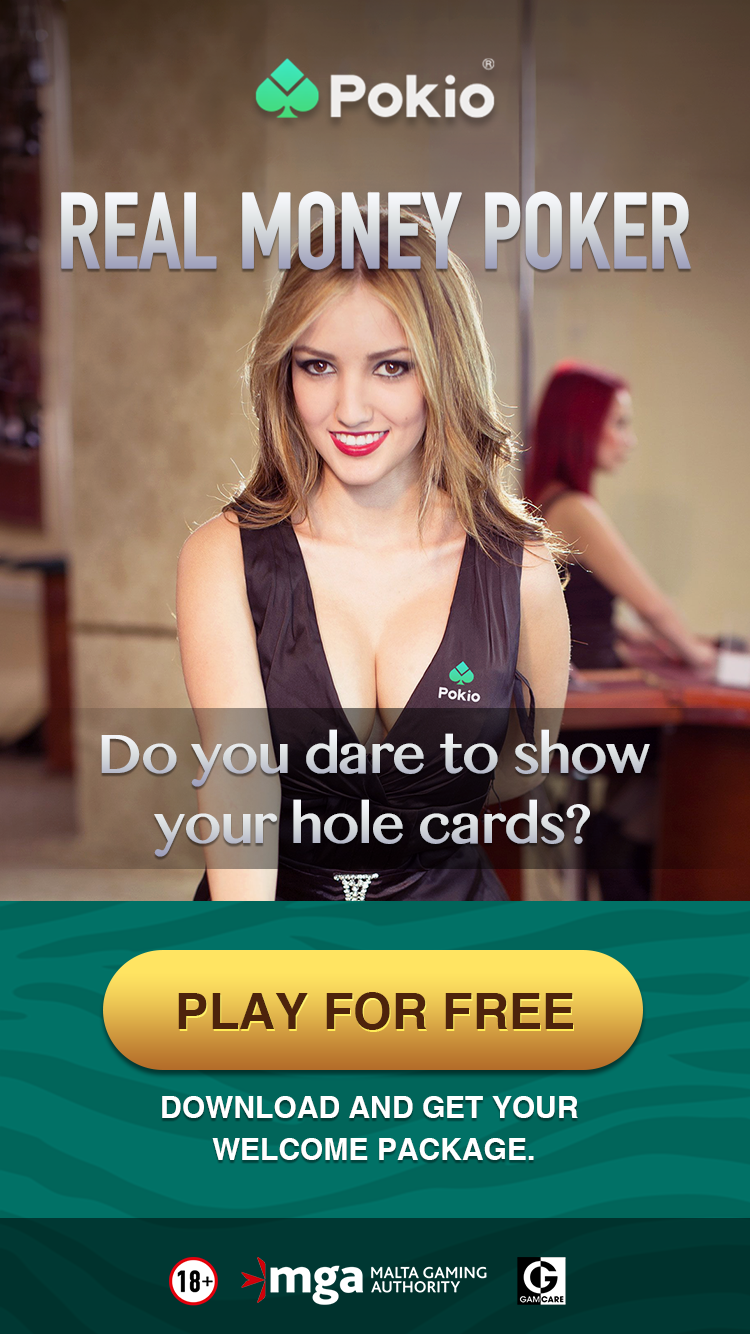 Pokio®
REAL MONEY POKER
Pokio
Do you dare to show
your hole cards?
PLAY FOR FREE
DOWNLOAD AND GET YOUR
WELCOME PACKAGE.
18+
mga MALTA GAMING
AUTHORITY
G
GAMCARE